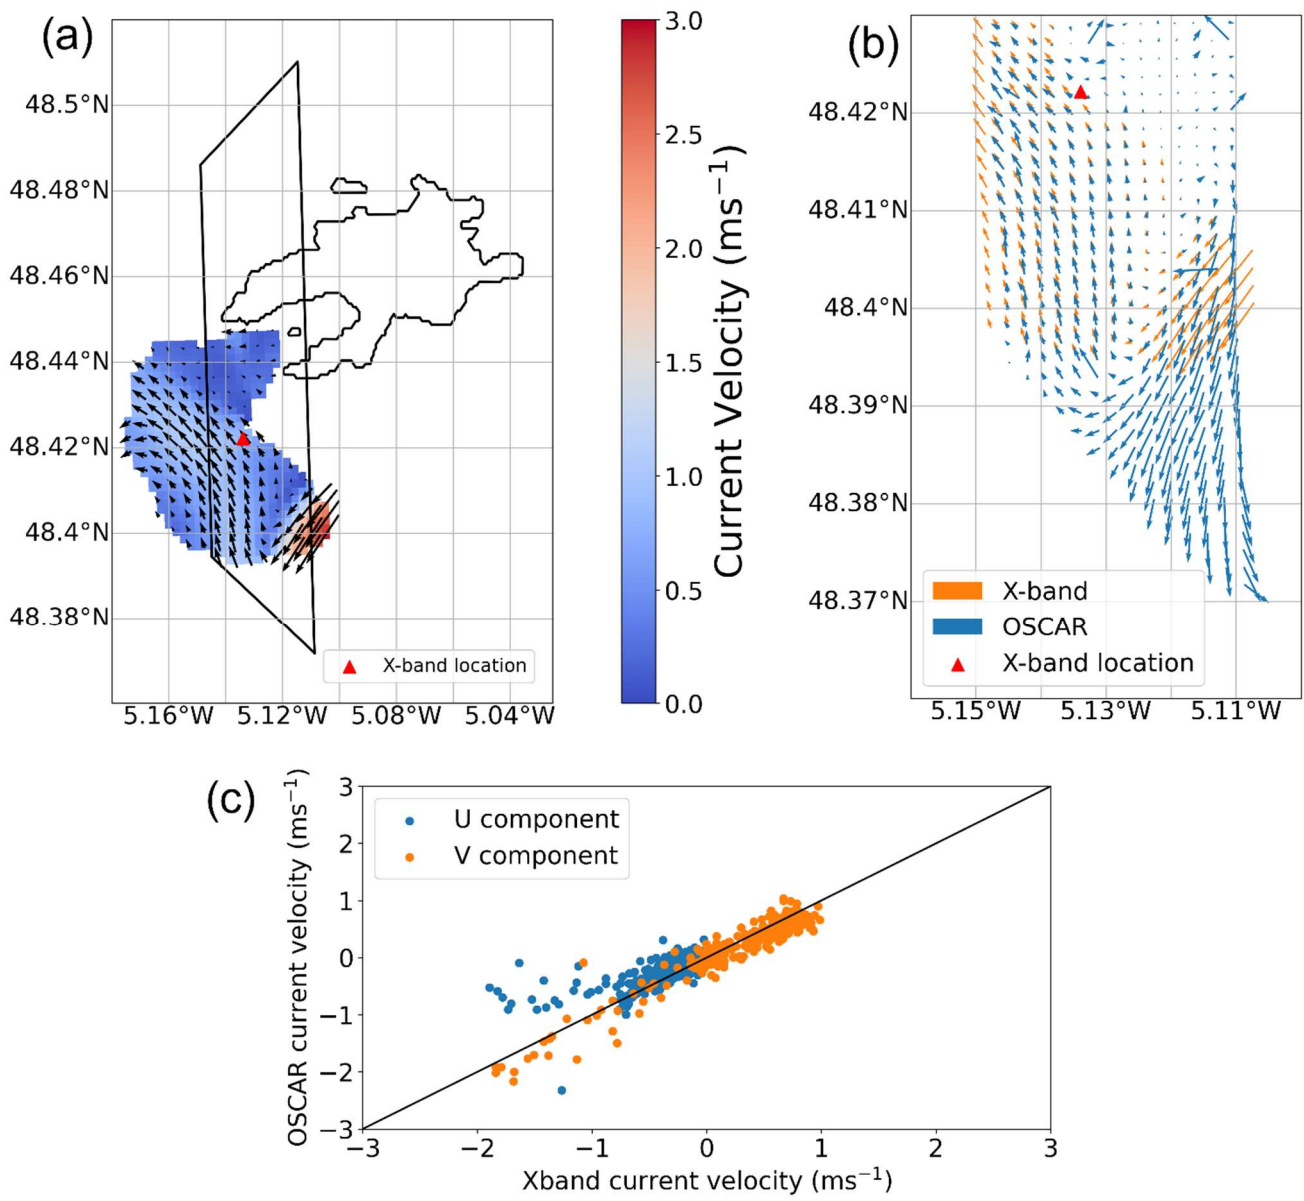 (a)
48.5°N
48.48°N
48.46°N
48.44°N
48.42°N
48.4°N
48.38°N
5.16°W 5.12°W 5.08°W 5.04°W
X-band location
3.0
2.5
2.0
1.5
1.0
0.5
0.0
Current Velocity (ms⁻¹)
(b)
48.42°N
48.41°N
48.4°N
48.39°N
48.38°N
48.37°N
X-band
OSCAR
X-band location
5.15°W 5.13°W 5.11°W
(c)
OSCAR current velocity (ms⁻¹)
3
2
1
0
−1
−2
−3
U component
V component
−3 −2 −1 0 1 2 3
Xband current velocity (ms⁻¹)